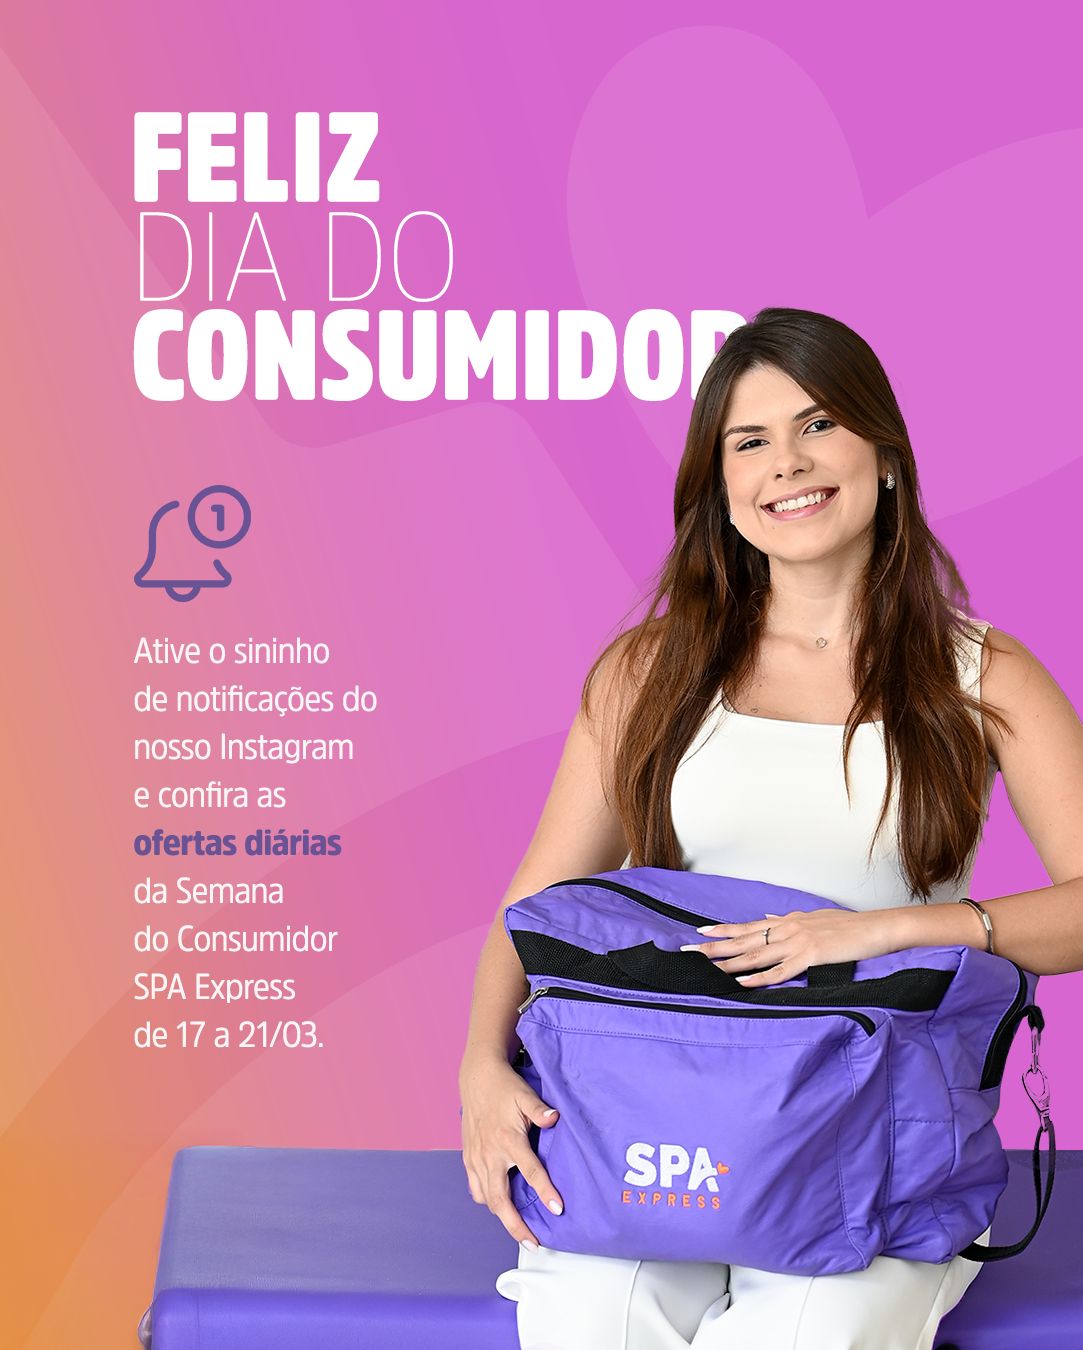 FELIZ
DIA DO
CONSUMIDOR
1
Ative o sininho
de notificações do
nosso Instagram
e confira as
ofertas diárias
da Semana
do Consumidor
SPA Express
de 17 a 21/03.
SPA
EXPRESS